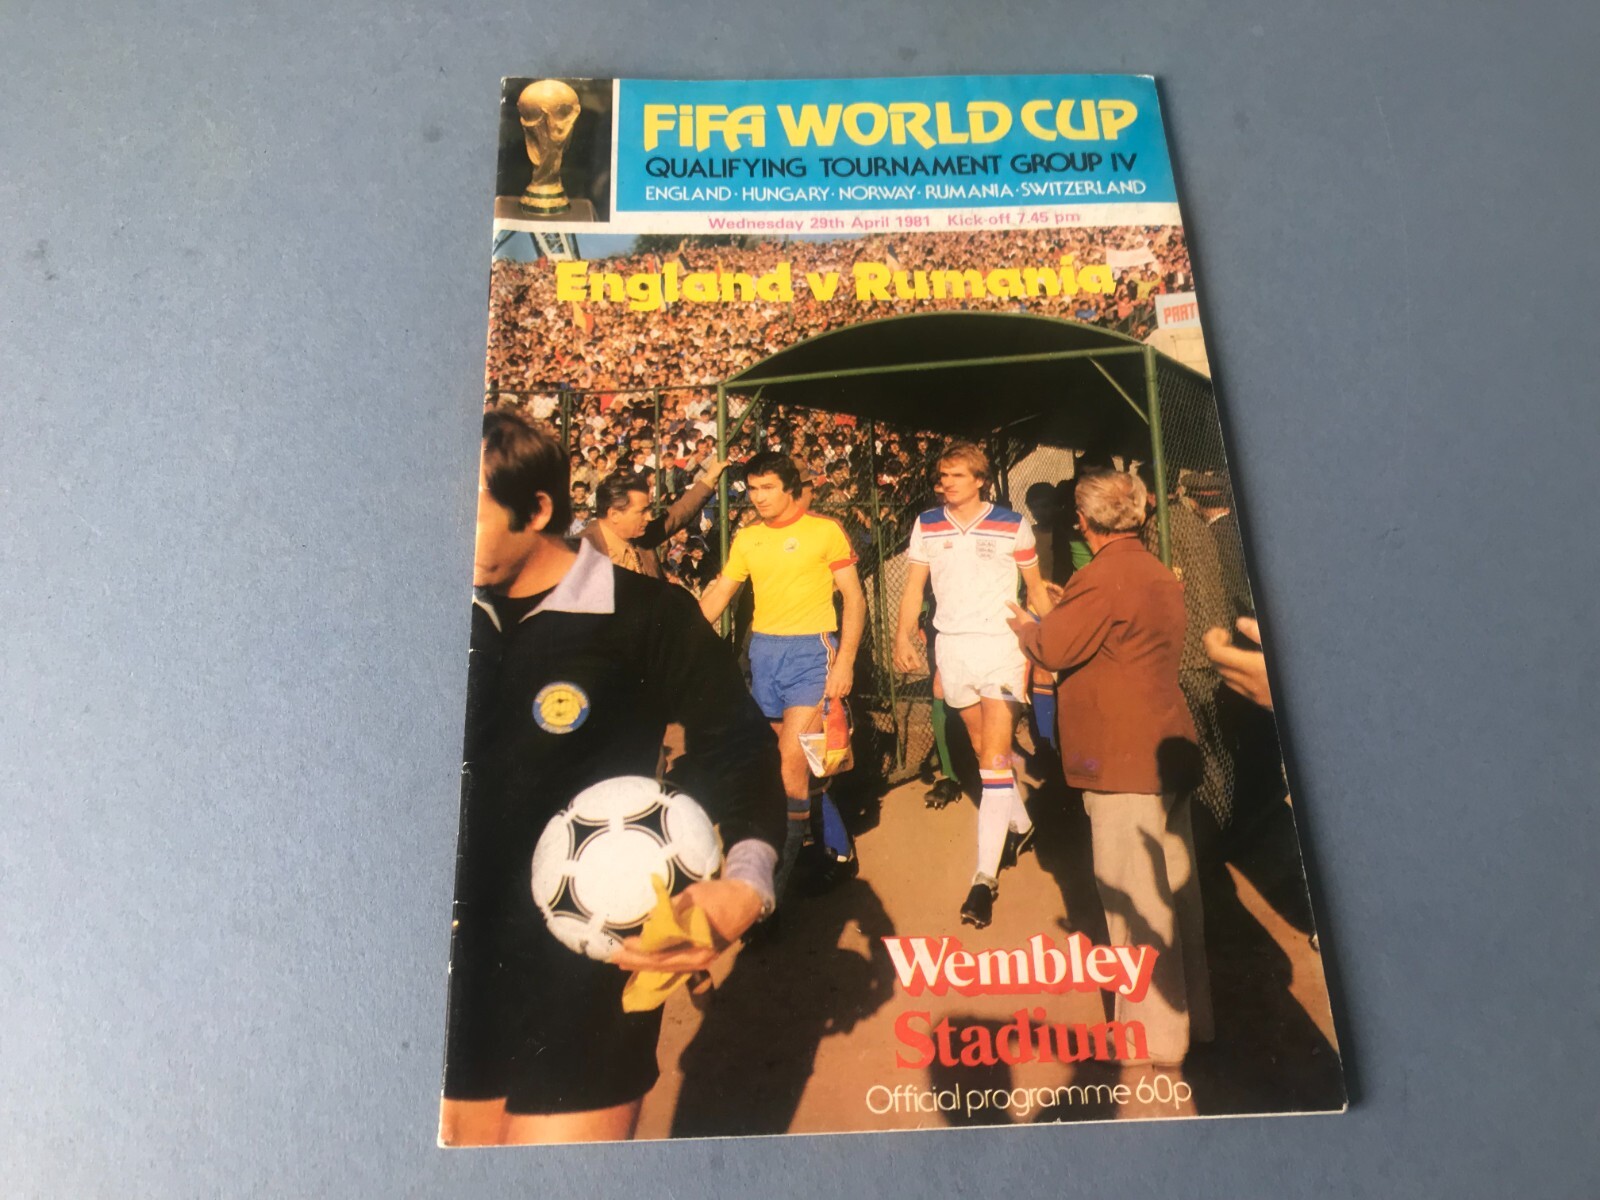 FIFA WORLD CUP
QUALIFYING TOURNAMENT GROUP IV
ENGLAND · HUNGARY · NORWAY · RUMANIA · SWITZERLAND
Wednesday 29th April 1981 Kick-off 7.45 pm
England v Rumania
PART
Wembley
Stadium
Official programme 60p